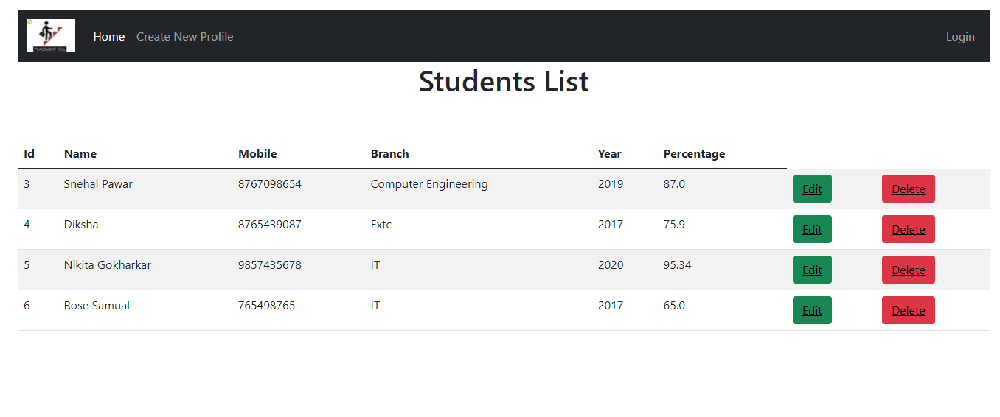 PLACEMENT CELL
Home Create New Profile Login
Students List
Id Name Mobile Branch Year Percentage
3 Snehal Pawar 8767098654 Computer Engineering 2019 87.0 Edit Delete
4 Diksha 8765439087 Extc 2017 75.9 Edit Delete
5 Nikita Gokharkar 9857435678 IT 2020 95.34 Edit Delete
6 Rose Samual 765498765 IT 2017 65.0 Edit Delete